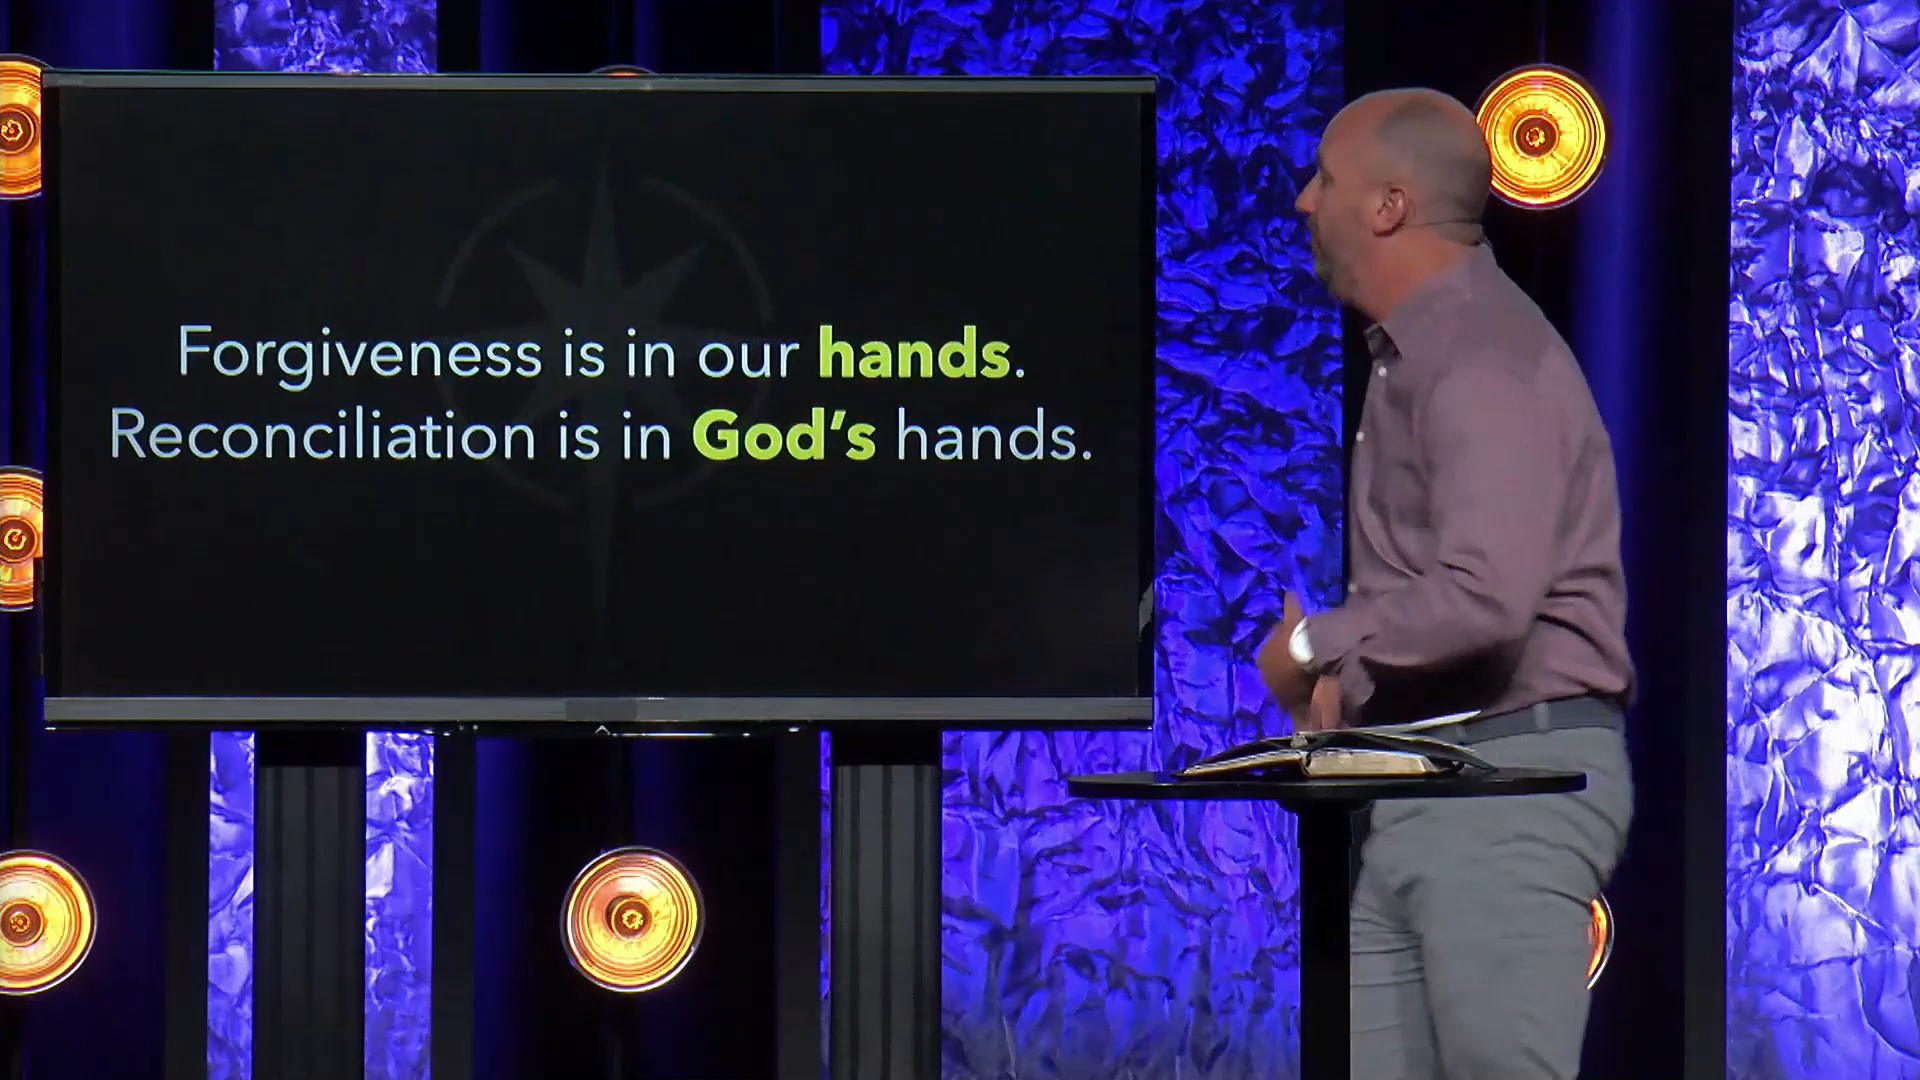 Forgiveness is in our hands.
Reconciliation is in God's hands.